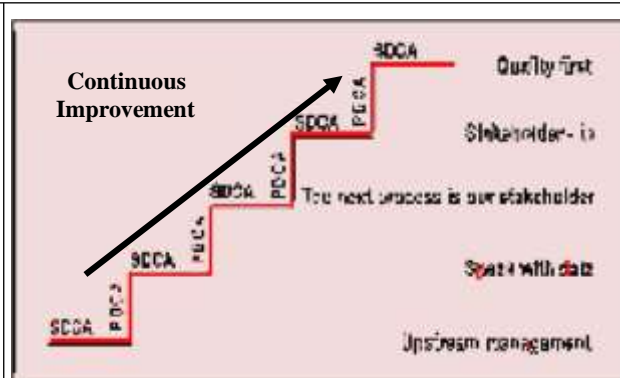 Continuous
Improvement
SDCA
Quality first
PDCA
SDCA
Stakeholder- in
PDCA
SDCA
The next process is our stakeholder
PDCA
SDCA
Speak with data
PDCA
SDCA
Upstream management